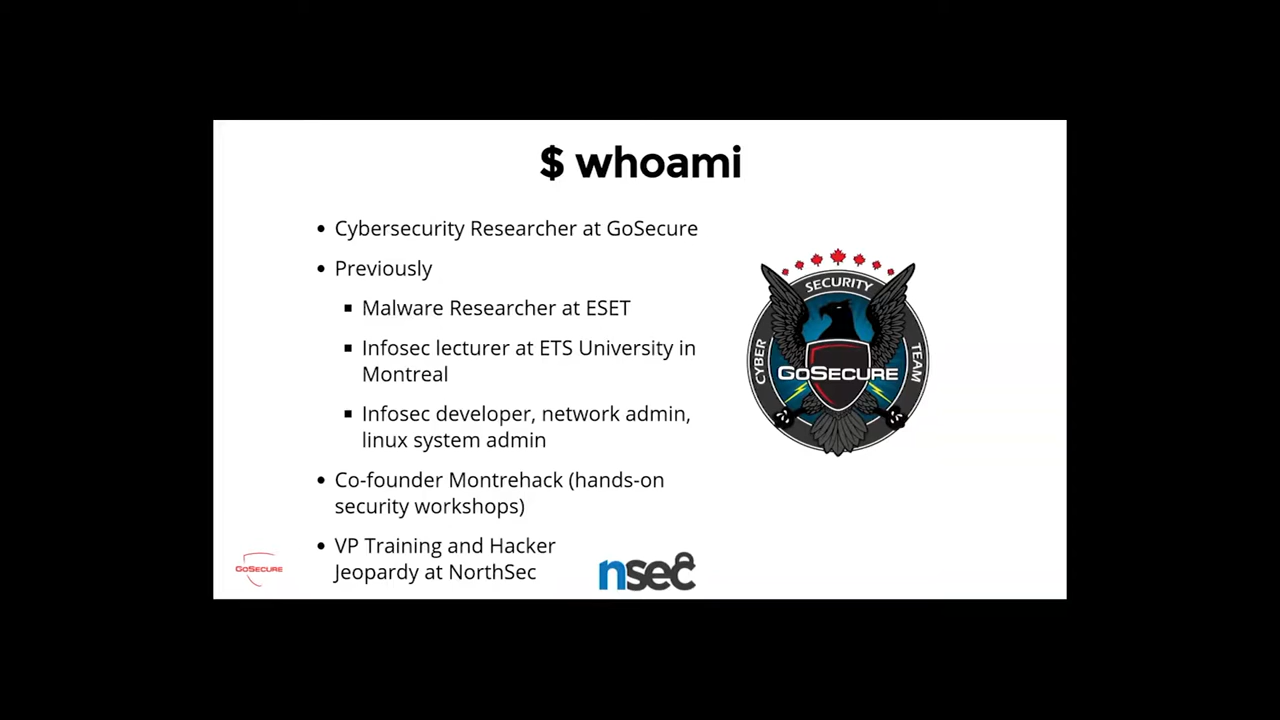 $ whoami
• Cybersecurity Researcher at GoSecure
• Previously
▪ Malware Researcher at ESET
▪ Infosec lecturer at ETS University in
Montreal
▪ Infosec developer, network admin,
linux system admin
• Co-founder Montrehack (hands-on
security workshops)
• VP Training and Hacker
Jeopardy at NorthSec
SECURITY
CYBER
TEAM
GOSECURE
GOSECURE
nsec